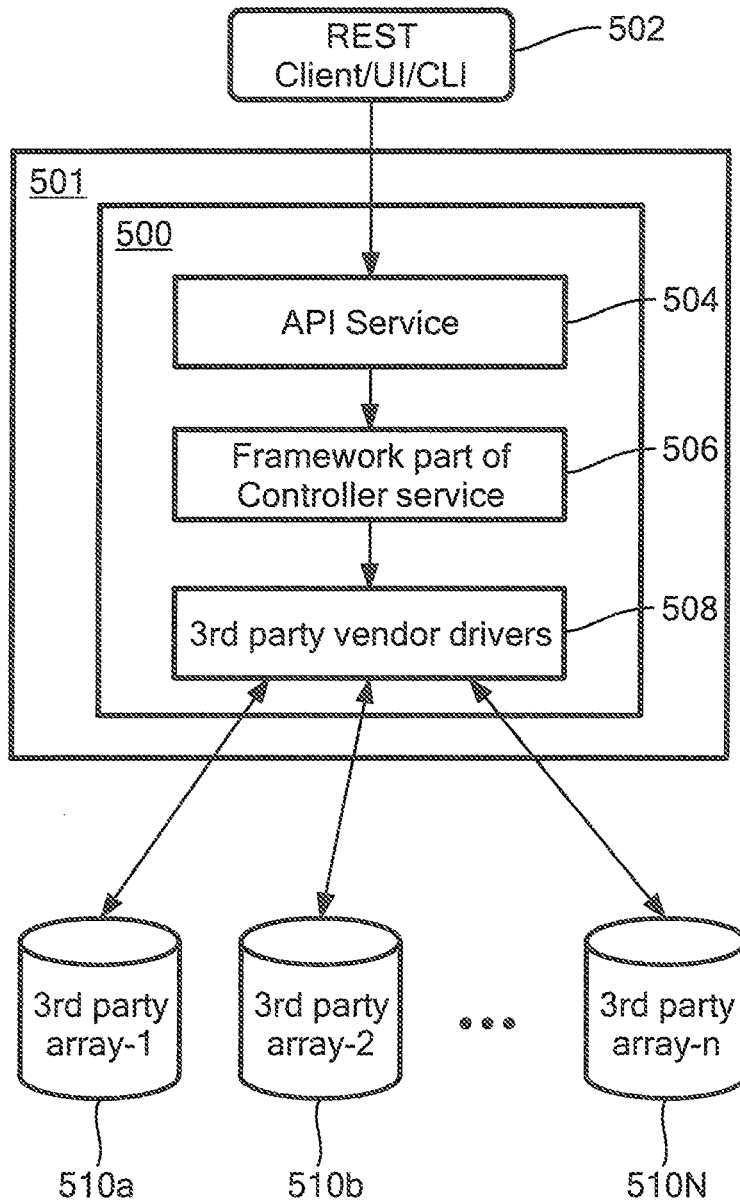 REST
Client/UI/CLI
502
501
500
API Service
504
Framework part of
Controller service
506
3rd party vendor drivers
508
3rd party
array-1
3rd party
array-2
3rd party
array-n
510a
510b
510N